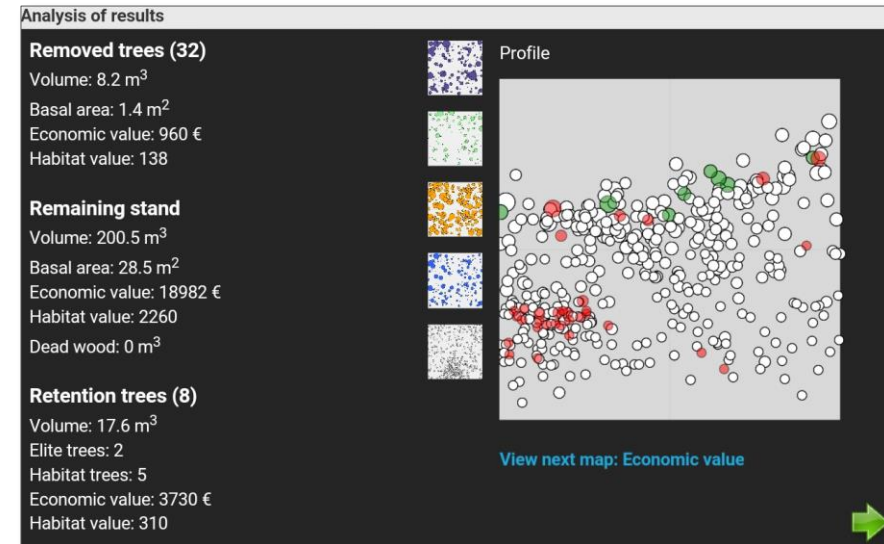 Analysis of results
Removed trees (32)
Volume: 8.2 m³
Basal area: 1.4 m²
Economic value: 960 €
Habitat value: 138
Remaining stand
Volume: 200.5 m³
Basal area: 28.5 m²
Economic value: 18982 €
Habitat value: 2260
Dead wood: 0 m³
Retention trees (8)
Volume: 17.6 m³
Elite trees: 2
Habitat trees: 5
Economic value: 3730 €
Habitat value: 310
Profile
View next map: Economic value